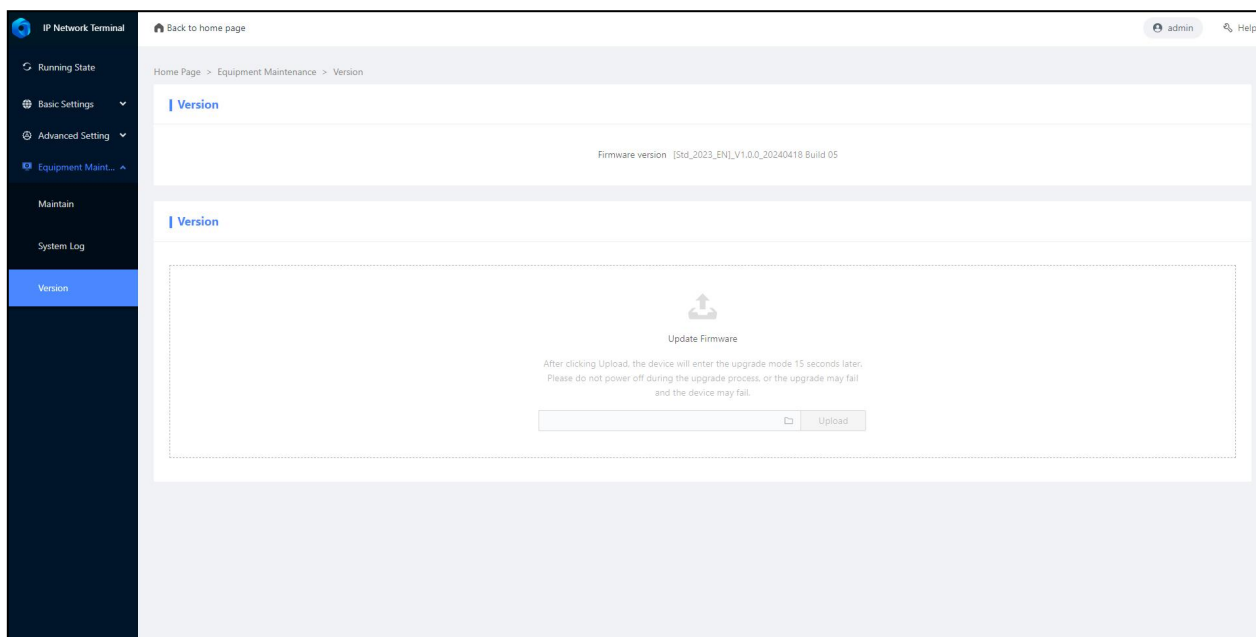 IP Network Terminal
Back to home page
admin
Help
Running State
Basic Settings
Advanced Setting
Equipment Maint...
Maintain
System Log
Version
Home Page > Equipment Maintenance > Version
Version
Firmware version [Std_2023_EN]_V1.0.0_20240418 Build 05
Version
Update Firmware
After clicking Upload, the device will enter the upgrade mode 15 seconds later.
Please do not power off during the upgrade process, or the upgrade may fail
and the device may fail.
Upload